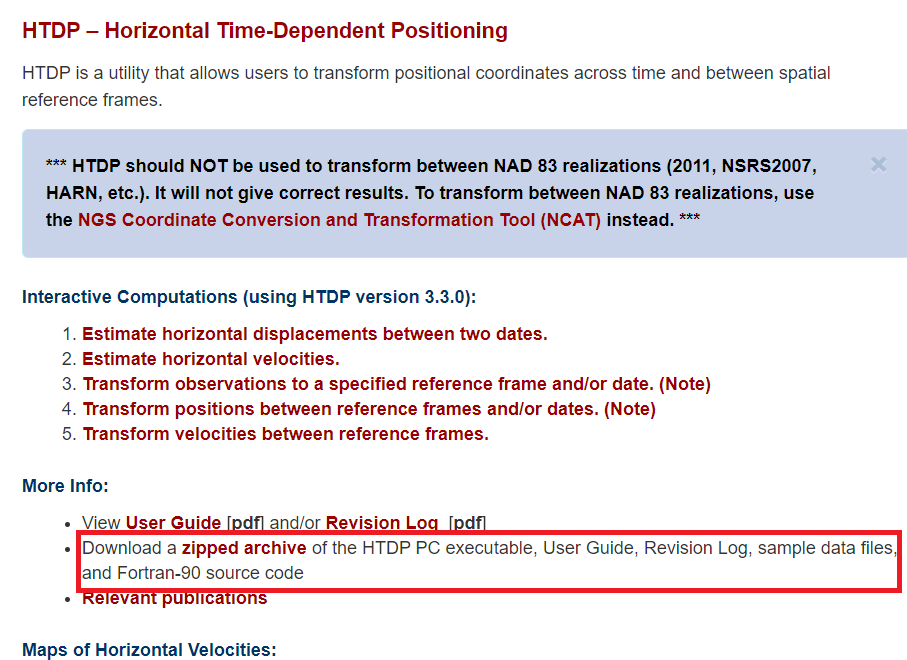 HTDP – Horizontal Time-Dependent Positioning
HTDP is a utility that allows users to transform positional coordinates across time and between spatial
reference frames.
*** HTDP should NOT be used to transform between NAD 83 realizations (2011, NSRS2007,
HARN, etc.). It will not give correct results. To transform between NAD 83 realizations, use
the NGS Coordinate Conversion and Transformation Tool (NCAT) instead. ***
Interactive Computations (using HTDP version 3.3.0):
1. Estimate horizontal displacements between two dates.
2. Estimate horizontal velocities.
3. Transform observations to a specified reference frame and/or date. (Note)
4. Transform positions between reference frames and/or dates. (Note)
5. Transform velocities between reference frames.
More Info:
• View User Guide [pdf] and/or Revision Log [pdf]
• Download a zipped archive of the HTDP PC executable, User Guide, Revision Log, sample data files,
and Fortran-90 source code
• Relevant publications
Maps of Horizontal Velocities: